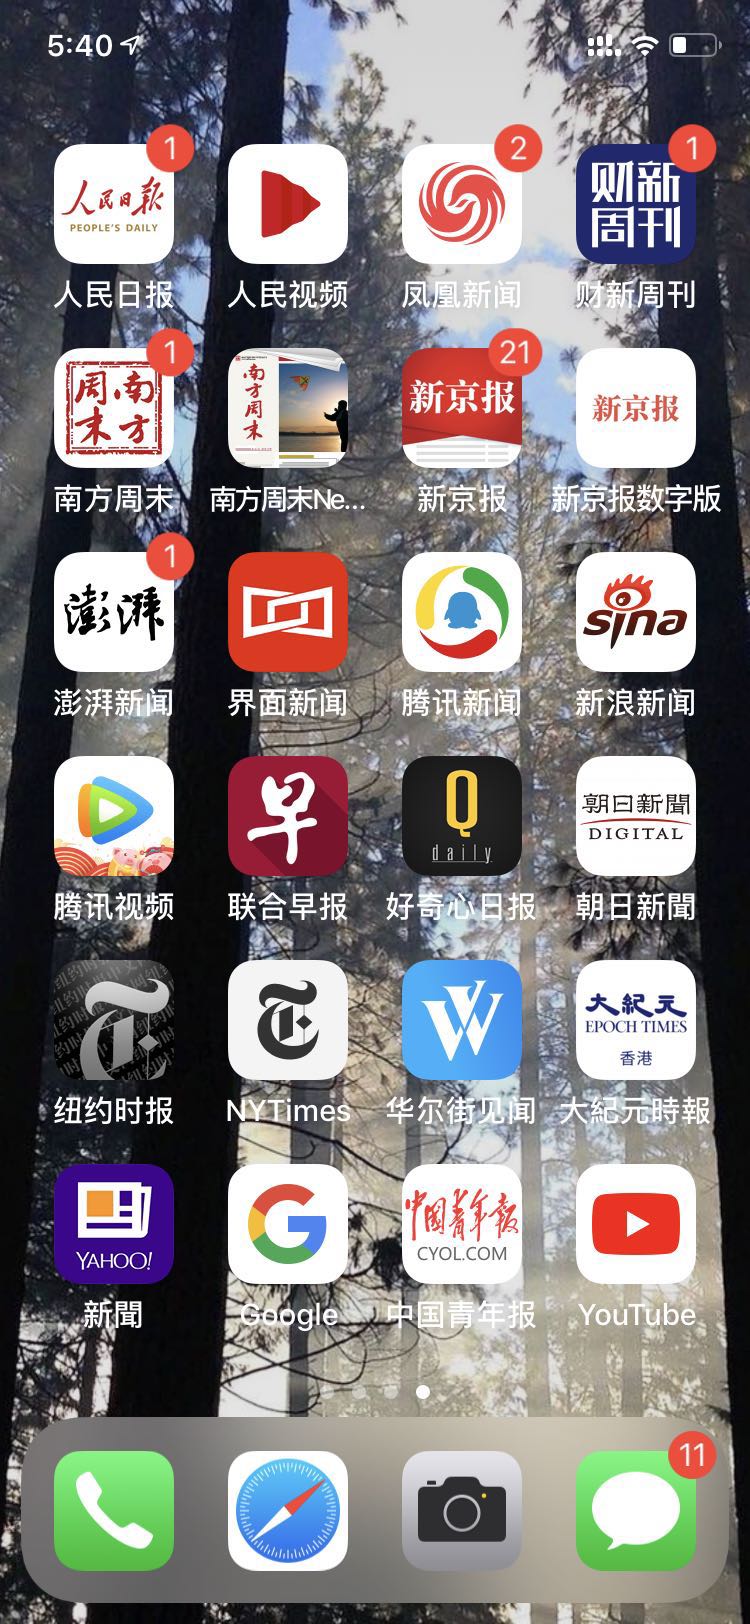 5:40
1
2
1
人民日报
PEOPLE'S DAILY
财新
周刊
人民日报
人民视频
凤凰新闻
财新周刊
1
21
南方
周末
南方周末
新京报
新京报
南方周末
南方周末Ne...
新京报
新京报数字版
1
澎湃
sina
澎湃新闻
界面新闻
腾讯新闻
新浪新闻
早
Q
daily
朝日新聞
DIGITAL
腾讯视频
联合早报
好奇心日报
朝日新聞
T
T
W
大紀元
EPOCH TIMES
香港
纽约时报
NYTimes
华尔街见闻
大紀元時報
YAHOO!
G
中国青年报
CYOL.COM
新聞
Google
中国青年报
YouTube
11